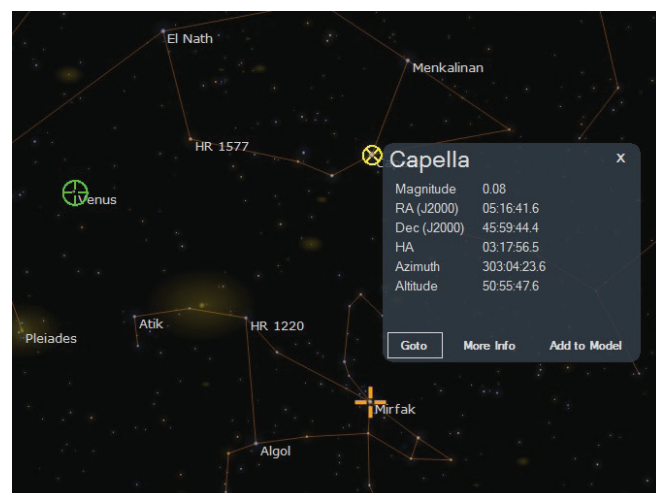 El Nath
Menkalinan
HR 1577
Capella x
Magnitude 0.08
RA (J2000) 05:16:41.6
Dec (J2000) 45:59:44.4
HA 03:17:56.5
Azimuth 303:04:23.6
Altitude 50:55:47.6
Goto More Info Add to Model
Venus
Atik
HR 1220
Pleiades
Mirfak
Algol